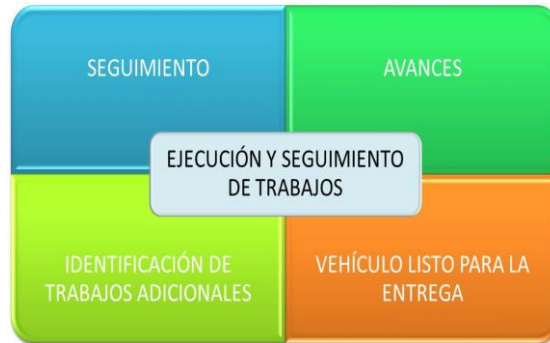 SEGUIMIENTO
AVANCES
EJECUCIÓN Y SEGUIMIENTO
DE TRABAJOS
IDENTIFICACIÓN DE
TRABAJOS ADICIONALES
VEHÍCULO LISTO PARA LA
ENTREGA